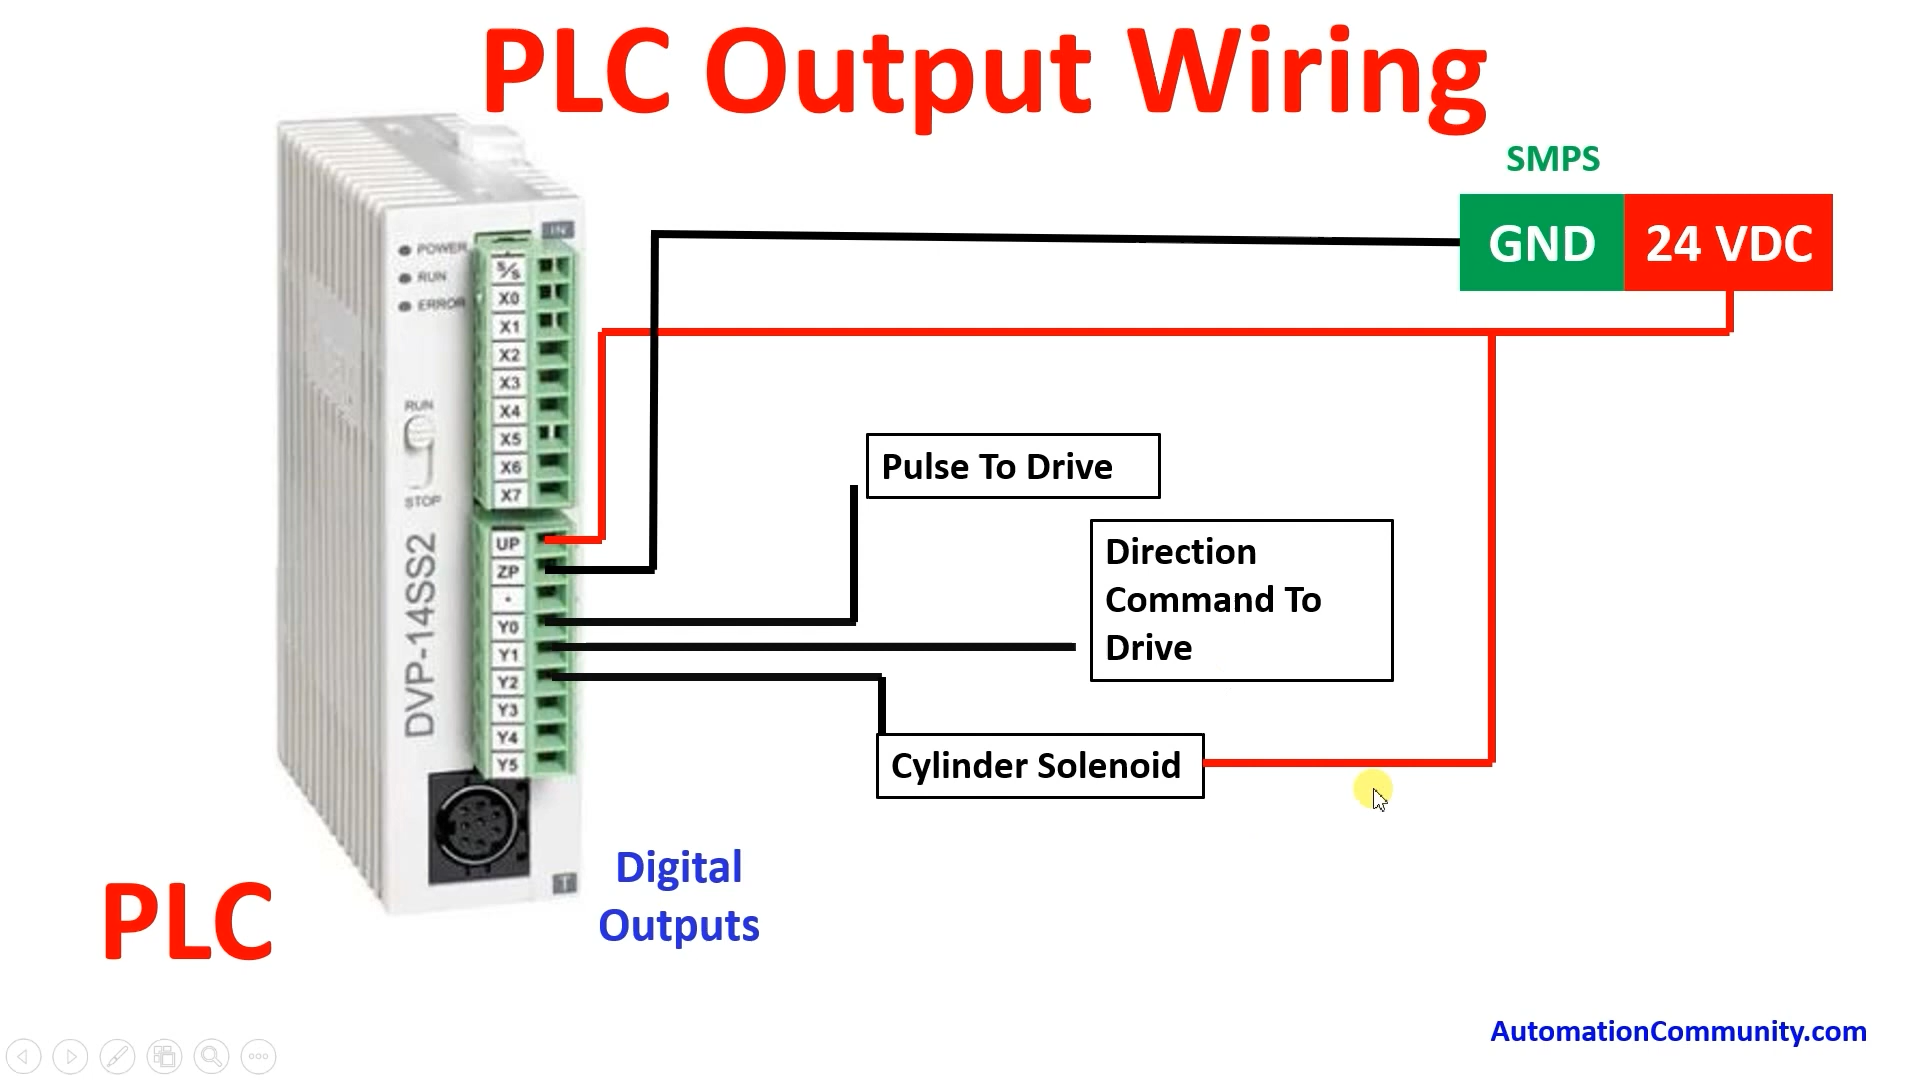 PLC Output Wiring
SMPS
GND
24 VDC
IN
POWER
RUN
ERROR
S/S
X0
X1
X2
X3
X4
X5
X6
X7
RUN
STOP
DVP-14SS2
UP
ZP
•
Y0
Y1
Y2
Y3
Y4
Y5
T
Pulse To Drive
Direction
Command To
Drive
Cylinder Solenoid
Digital
Outputs
PLC
AutomationCommunity.com